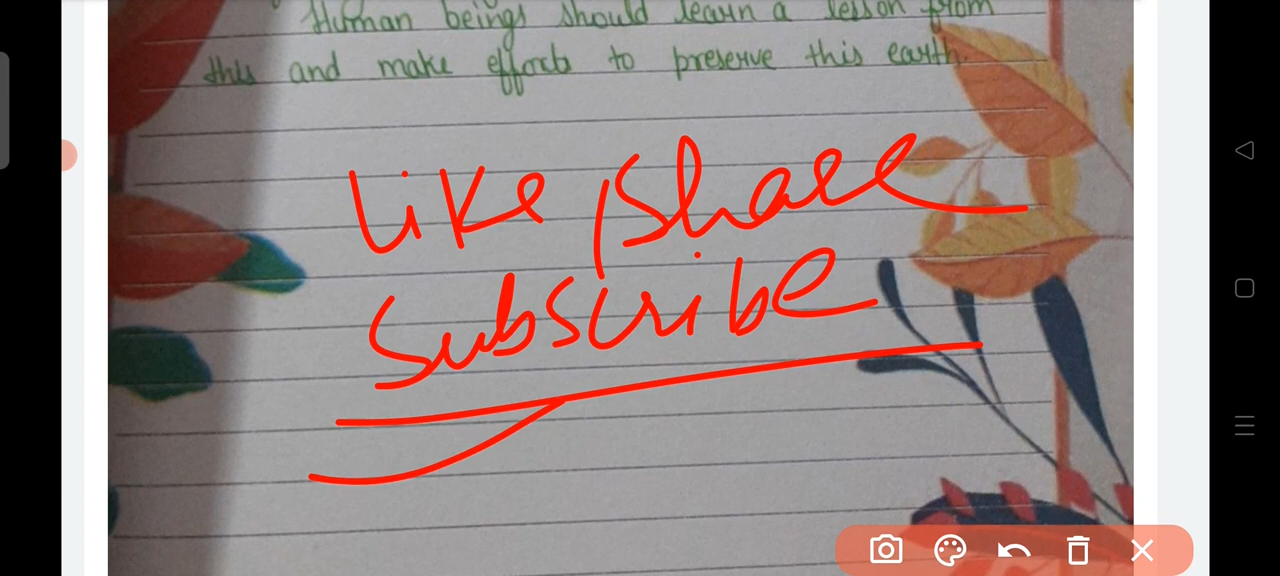 Human beings should learn a lesson from
this and make efforts to preserve this earth.
Like/Share
Subscribe